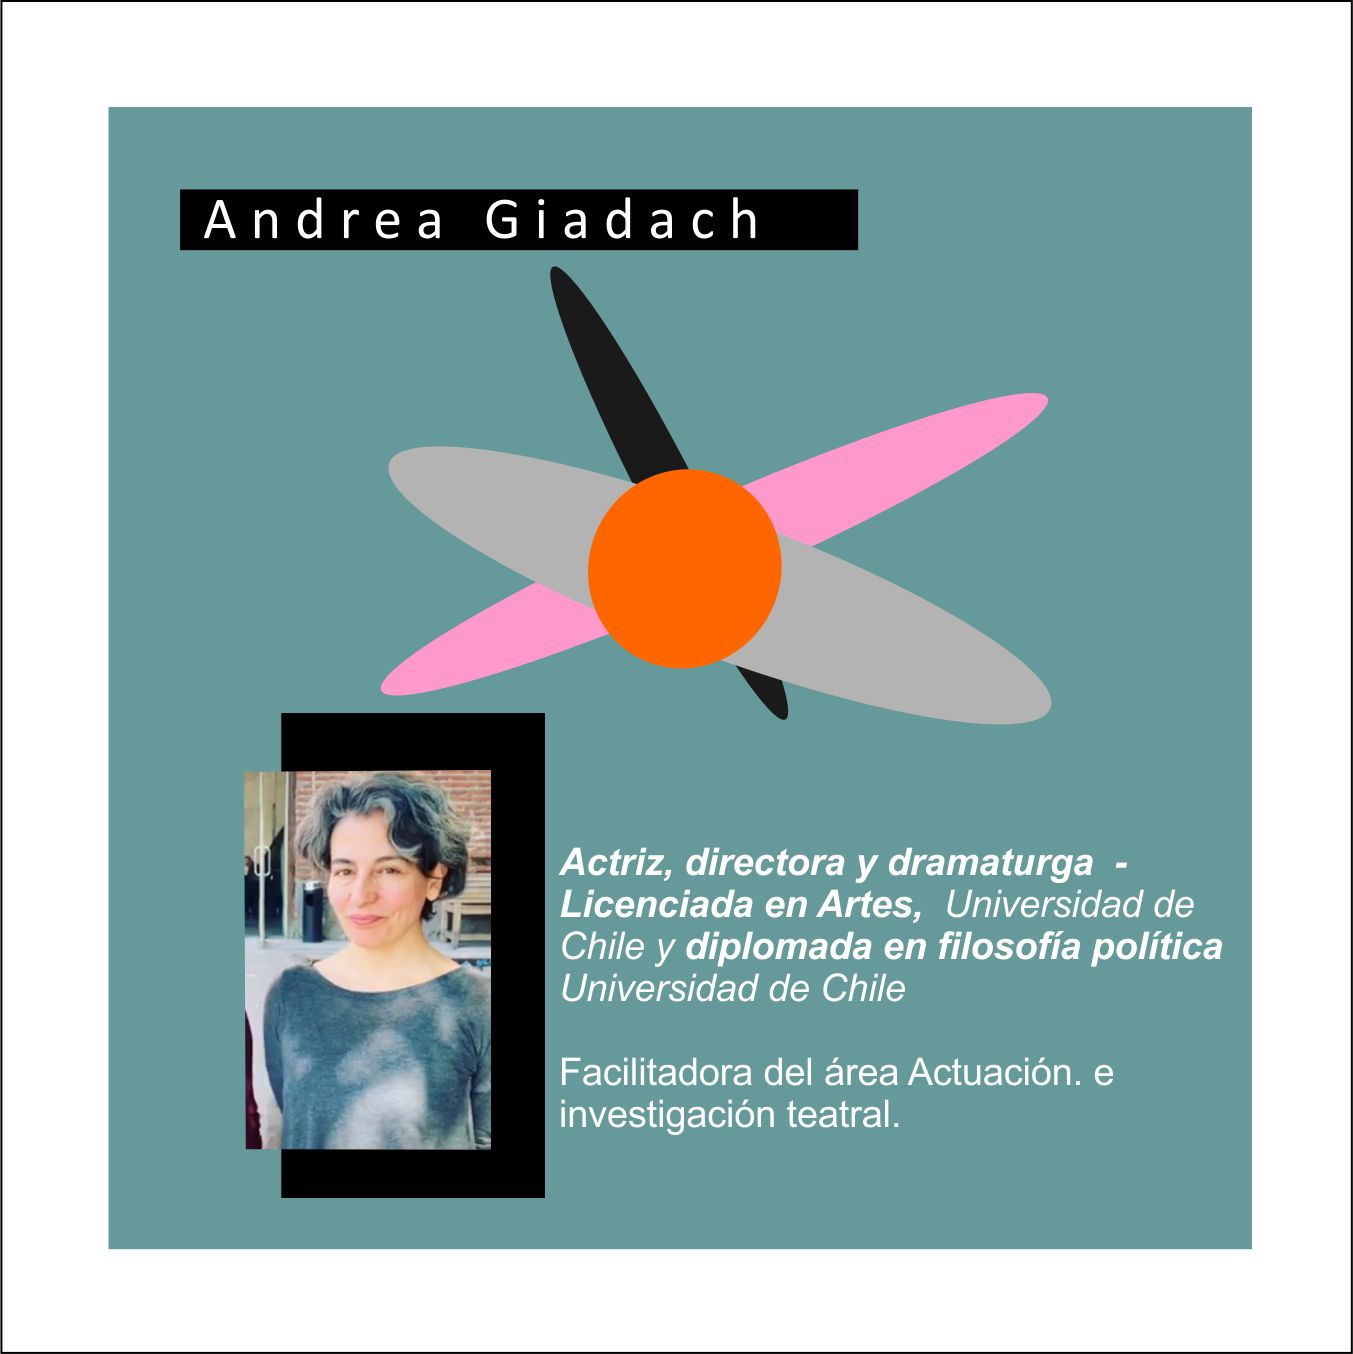 Andrea Giadach
Actriz, directora y dramaturga -
Licenciada en Artes, Universidad de
Chile y diplomada en filosofía política
Universidad de Chile
Facilitadora del área Actuación. e
investigación teatral.